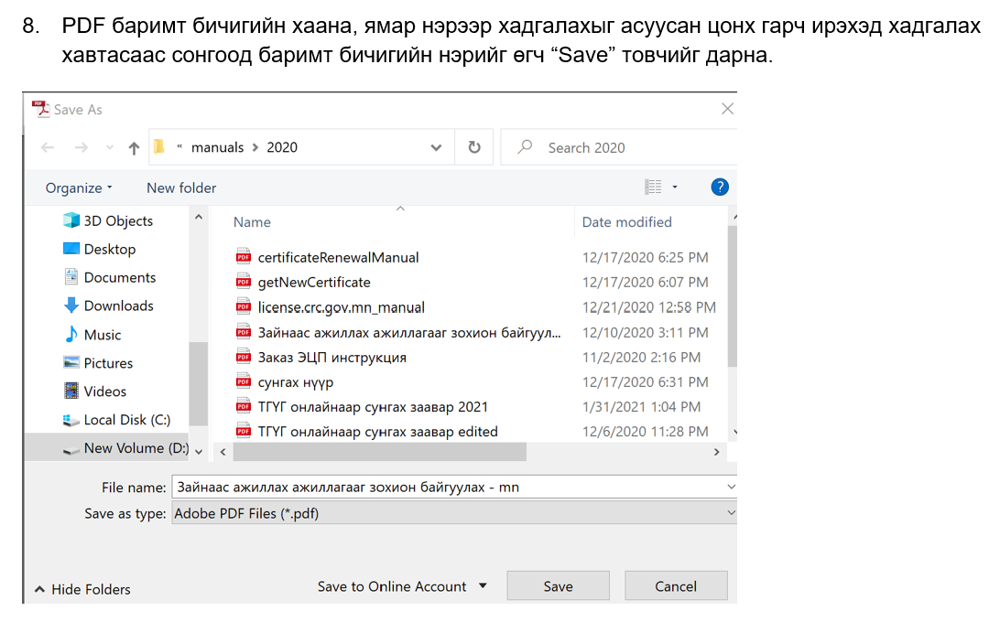 8. PDF баримт бичигийн хаана, ямар нэрээр хадгалахыг асуусан цонх гарч ирэхэд хадгалах
хавтасаас сонгоод баримт бичигийн нэрийг өгч “Save” товчийг дарна.
Save As
« manuals > 2020
Search 2020
Organize
New folder
?
3D Objects
Desktop
Documents
Downloads
Music
Pictures
Videos
Local Disk (C:)
New Volume (D:)
Name Date modified
certificateRenewalManual 12/17/2020 6:25 PM
getNewCertificate 12/17/2020 6:07 PM
license.crc.gov.mn_manual 12/21/2020 12:58 PM
Зайнаас ажиллах ажиллагааг зохион байгуул... 12/10/2020 3:11 PM
Заказ ЭЦП инструкция 11/2/2020 2:16 PM
сунгах нүүр 12/17/2020 6:31 PM
ТГҮГ онлайнаар сунгах заавар 2021 1/31/2021 1:04 PM
ТГҮГ онлайнаар сунгах заавар edited 12/6/2020 11:28 PM
File name: Зайнаас ажиллах ажиллагааг зохион байгуулах - mn
Save as type: Adobe PDF Files (*.pdf)
Hide Folders
Save to Online Account
Save
Cancel